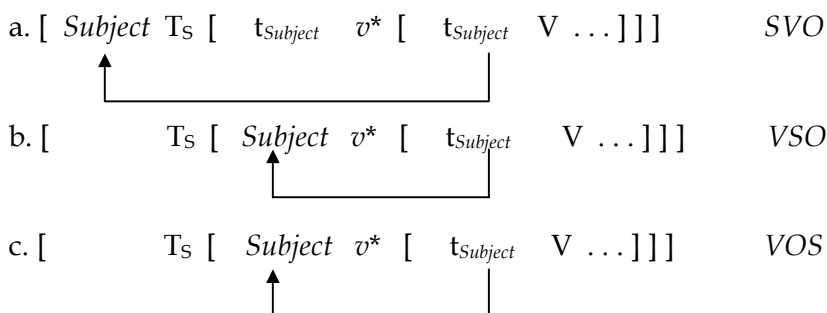 a. [ Subject T_S [ t_Subject v* [ t_Subject V ...]]] SVO
b. [ T_S [ Subject v* [ t_Subject V ...]]] VSO
c. [ T_S [ Subject v* [ t_Subject V ...]]] VOS